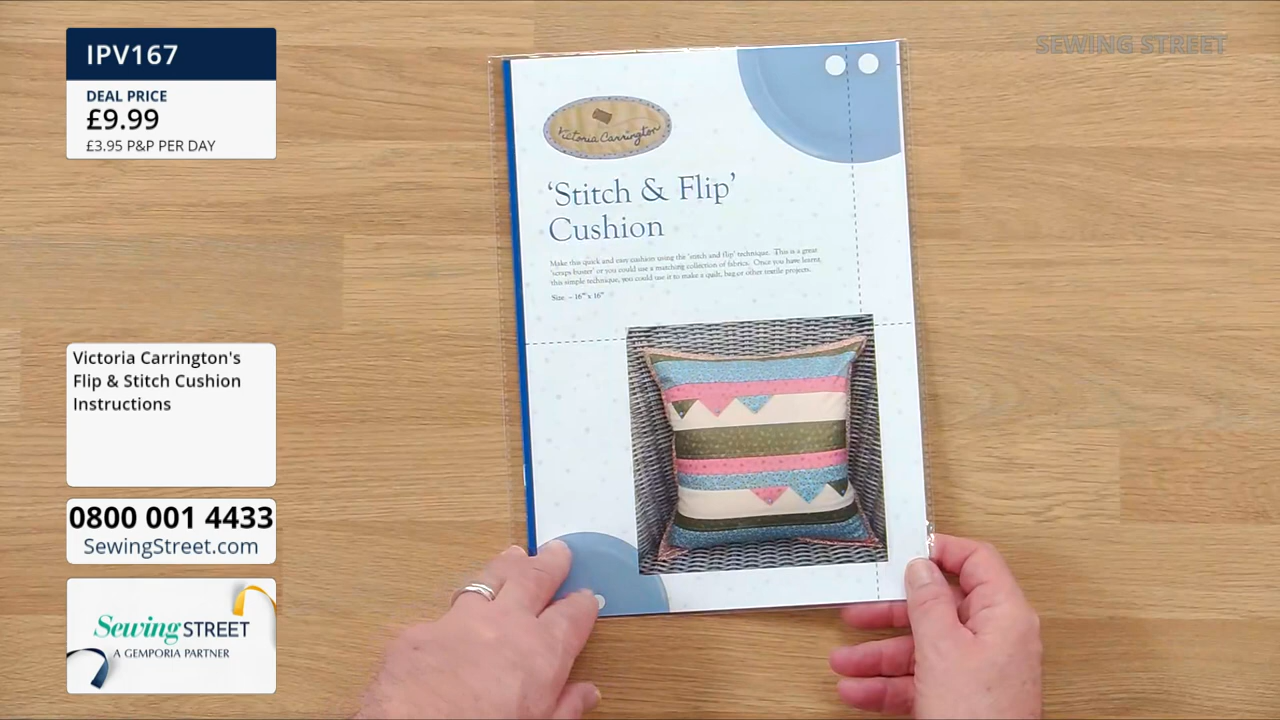 IPV167
DEAL PRICE
£9.99
£3.95 P&P PER DAY
SEWING STREET
Victoria Carrington
'Stitch & Flip'
Cushion
Make this quick and easy cushion using the 'stitch and flip' technique. This is a great
'scraps buster' or you could use a matching collection of fabrics. Once you have learnt
this simple technique, you could use it to make a quilt, bag or other textile projects.
Size - 16" x 16"
Victoria Carrington's
Flip & Stitch Cushion
Instructions
0800 001 4433
SewingStreet.com
Sewing STREET
A GEMPORIA PARTNER